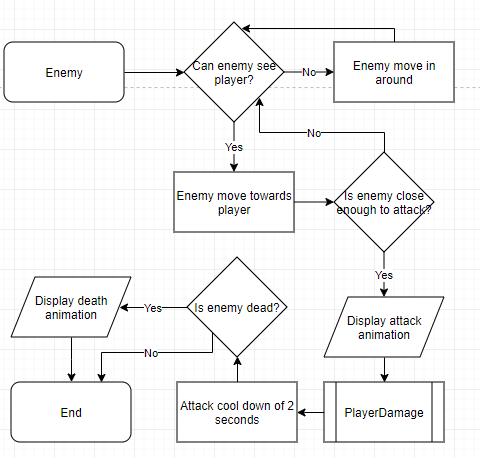 Enemy
Can enemy see
player?
No
Enemy move in
around
Yes
No
Enemy move towards
player
Is enemy close
enough to attack?
Yes
Display death
animation
Yes
Is enemy dead?
Display attack
animation
No
End
Attack cool down of 2
seconds
PlayerDamage